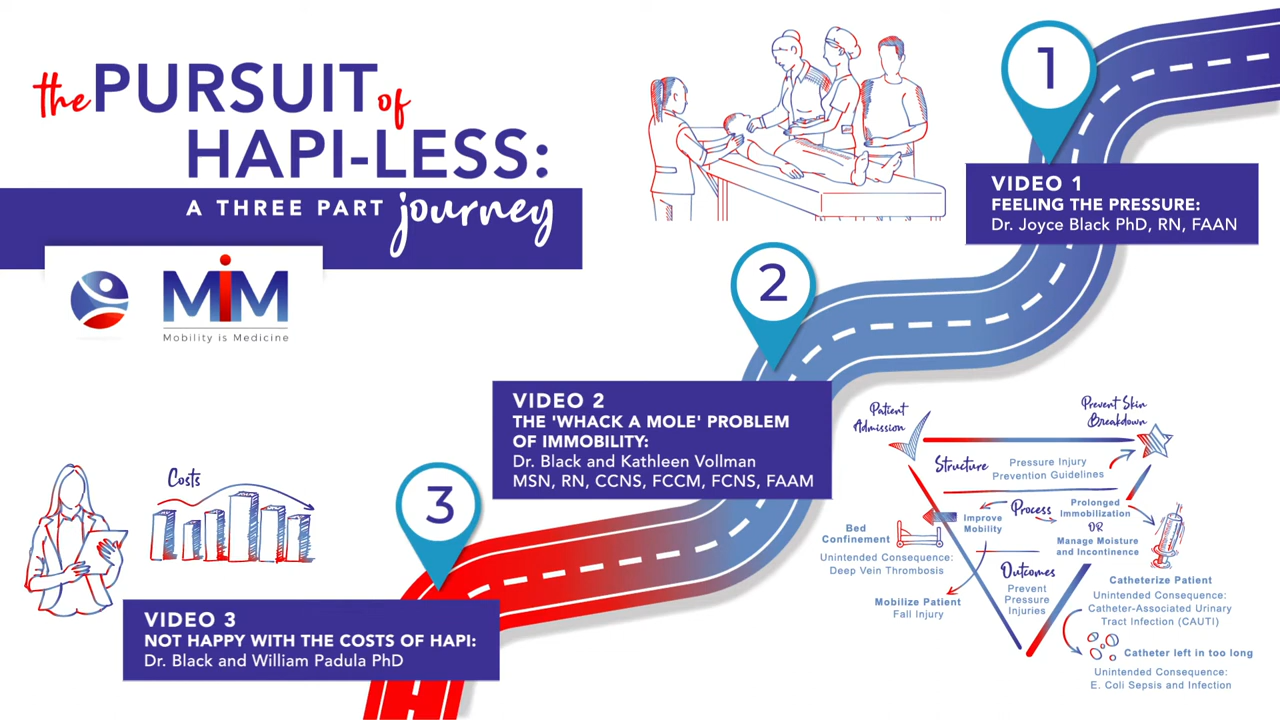 the PURSUIT of
HAPI-LESS:
A THREE PART journey
MiM
Mobility is Medicine
1
VIDEO 1
FEELING THE PRESSURE:
Dr. Joyce Black PhD, RN, FAAN
2
VIDEO 2
THE 'WHACK A MOLE' PROBLEM
OF IMMOBILITY:
Dr. Black and Kathleen Vollman
MSN, RN, CCNS, FCCM, FCNS, FAAM
3
VIDEO 3
NOT HAPPY WITH THE COSTS OF HAPI:
Dr. Black and William Padula PhD
Costs
Patient
Admission
Prevent Skin
Breakdown
Structure
Pressure Injury
Prevention Guidelines
Process
Improve
Mobility
Prolonged
Immobilization
OR
Manage Moisture
and Incontinence
Bed
Confinement
Unintended Consequence:
Deep Vein Thrombosis
Outcomes
Prevent
Pressure
Injuries
Mobilize Patient
Fall Injury
Catheterize Patient
Unintended Consequence:
Catheter-Associated Urinary
Tract Infection (CAUTI)
Catheter left in too long
Unintended Consequence:
E. Coli Sepsis and Infection